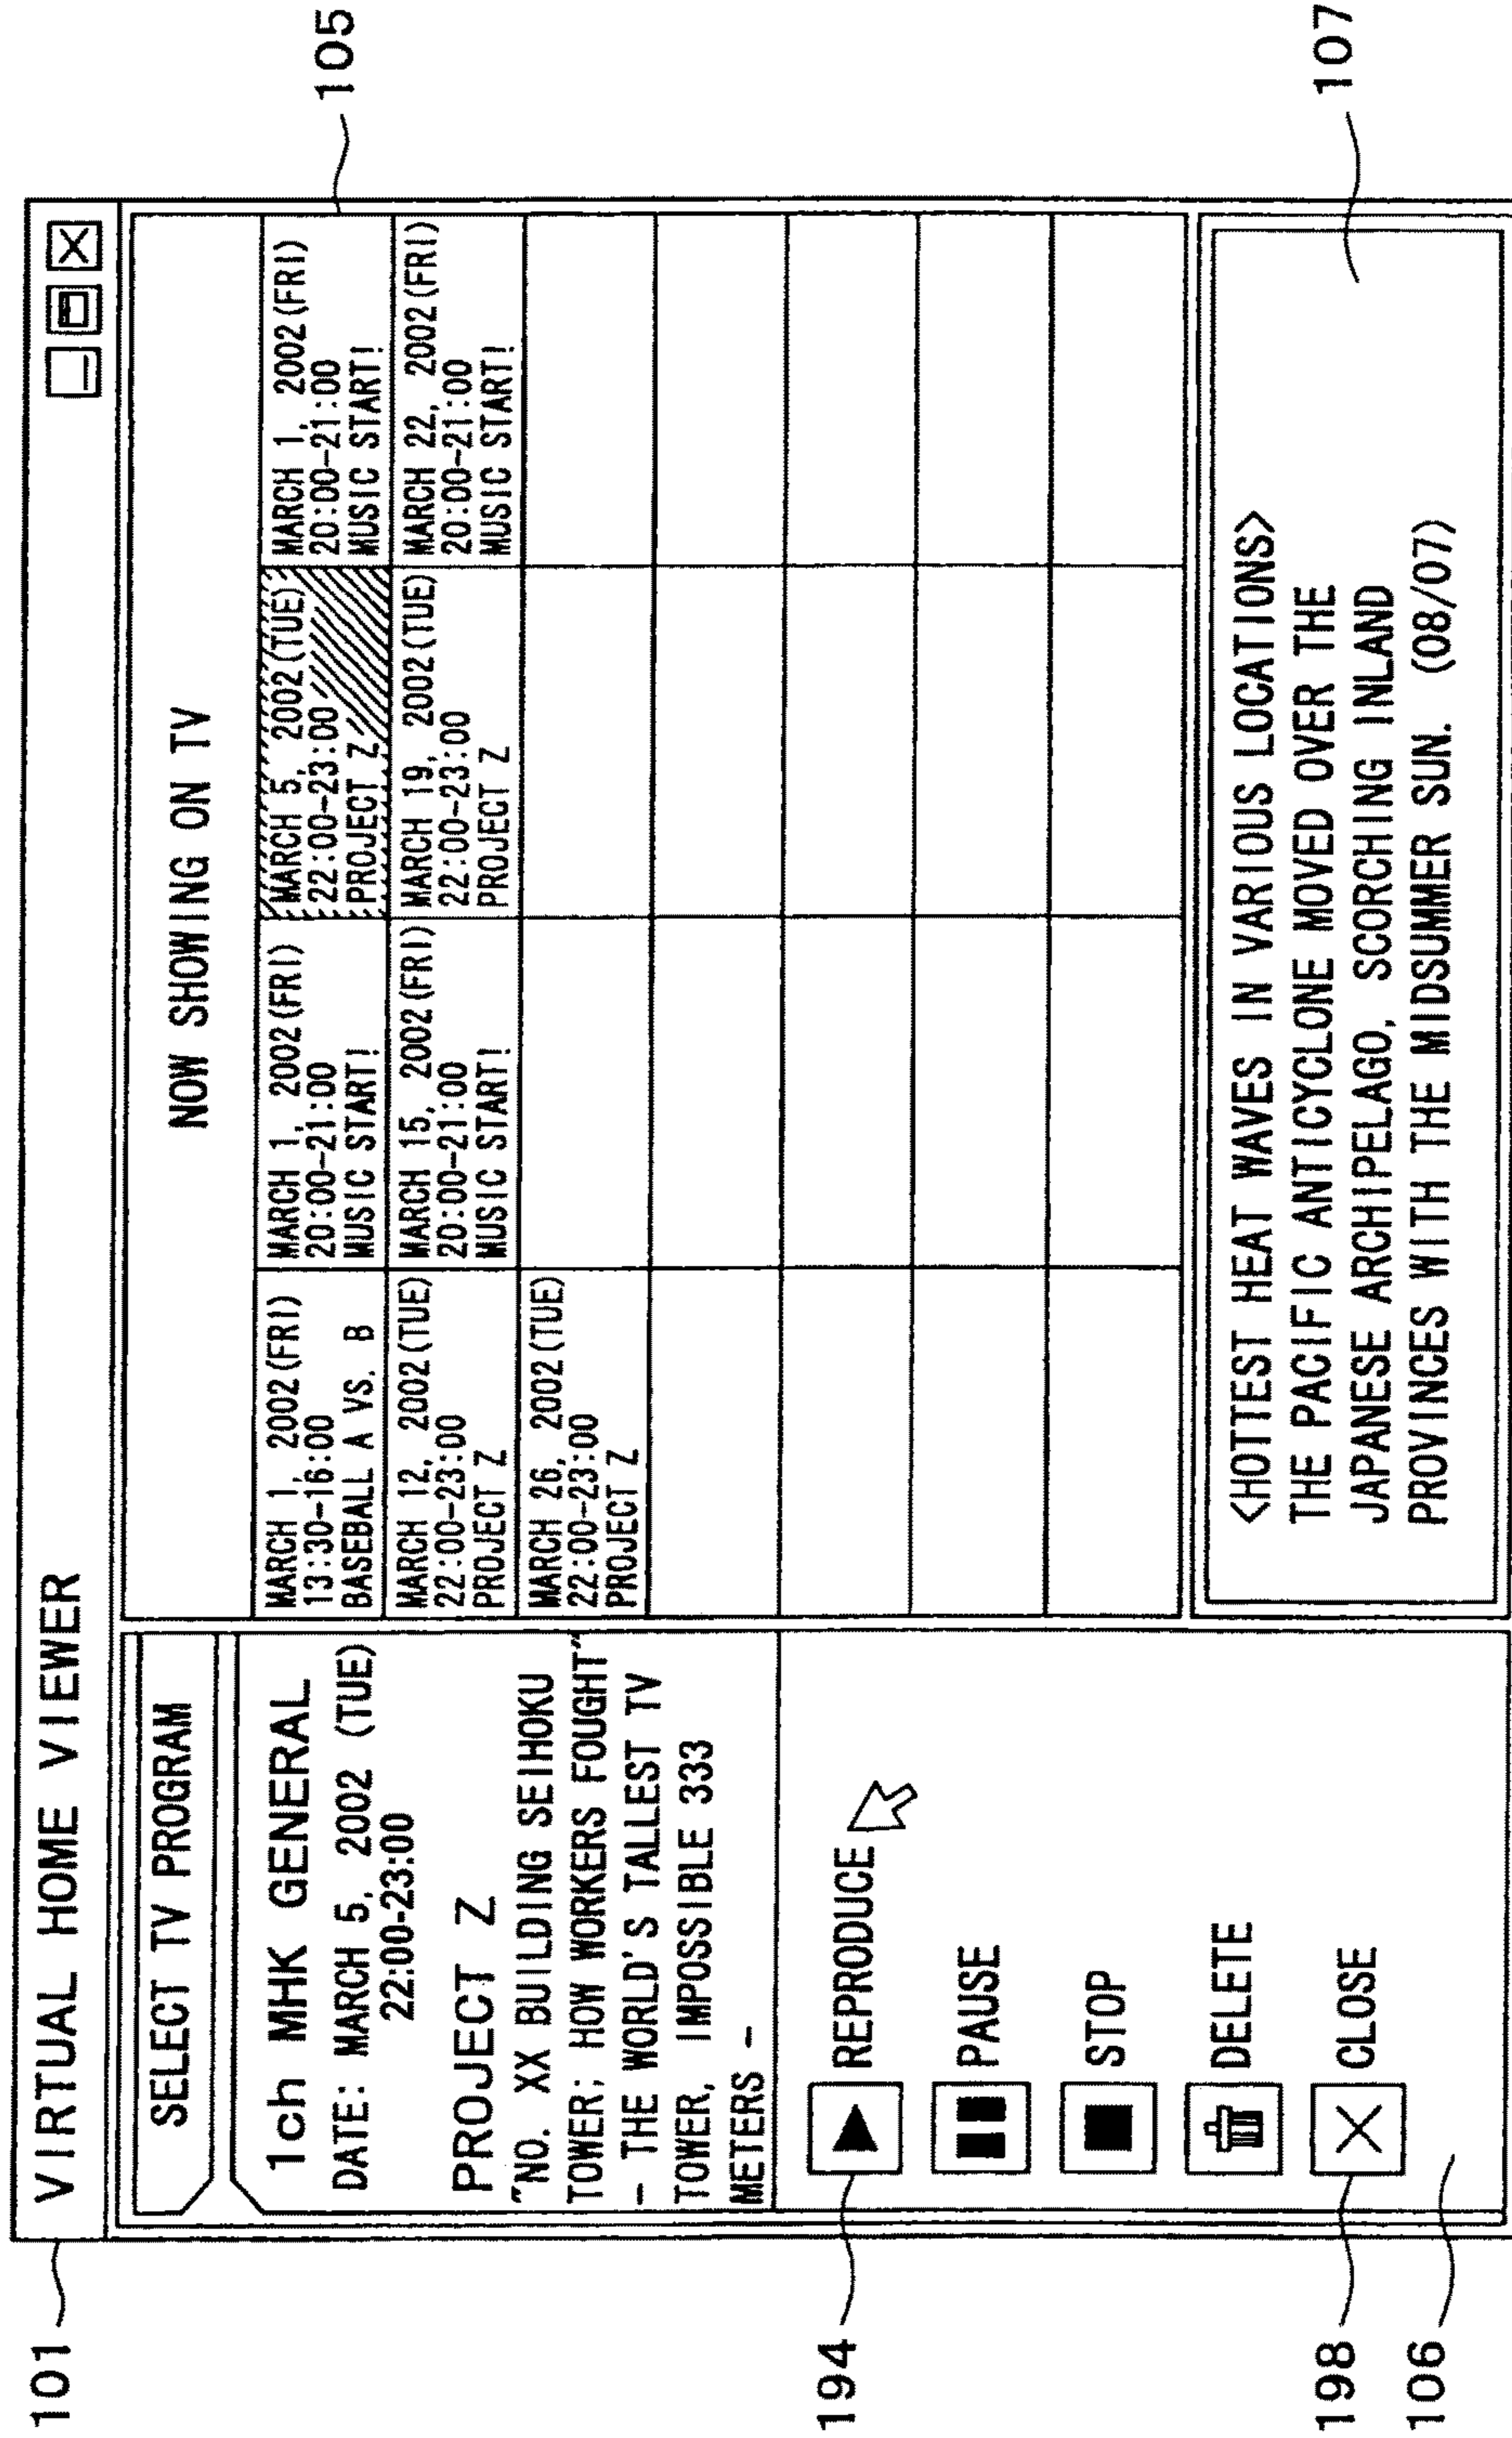 101
VIRTUAL HOME VIEWER
SELECT TV PROGRAM
1ch MHK GENERAL
DATE: MARCH 5, 2002 (TUE)
22:00-23:00
PROJECT Z
"NO. XX BUILDING SEIHOKU
TOWER; HOW WORKERS FOUGHT"
- THE WORLD'S TALLEST TV
TOWER, IMPOSSIBLE 333
METERS -
194
REPRODUCE
PAUSE
STOP
DELETE
198
CLOSE
106
NOW SHOWING ON TV
105
MARCH 1, 2002(FRI)
13:30-16:00
BASEBALL A VS. B
MARCH 1, 2002(FRI)
20:00-21:00
MUSIC START!
MARCH 5, 2002(TUE)
22:00-23:00
PROJECT Z
MARCH 1, 2002(FRI)
20:00-21:00
MUSIC START!
MARCH 12, 2002(TUE)
22:00-23:00
PROJECT Z
MARCH 15, 2002(FRI)
20:00-21:00
MUSIC START!
MARCH 19, 2002(TUE)
22:00-23:00
PROJECT Z
MARCH 22, 2002(FRI)
20:00-21:00
MUSIC START!
MARCH 26, 2002(TUE)
22:00-23:00
PROJECT Z
<HOTTEST HEAT WAVES IN VARIOUS LOCATIONS>
THE PACIFIC ANTICYCLONE MOVED OVER THE
JAPANESE ARCHIPELAGO, SCORCHING INLAND
PROVINCES WITH THE MIDSUMMER SUN. (08/07)
107